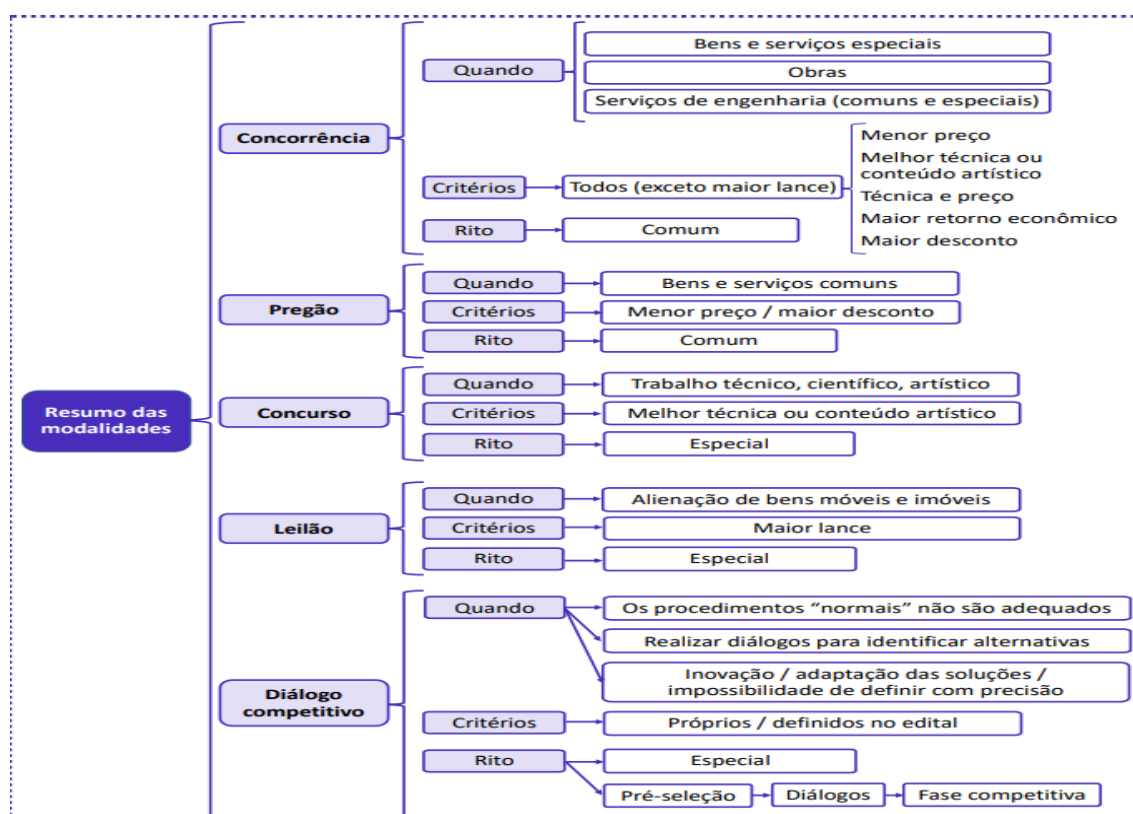 Resumo das
modalidades
Concorrência
Quando
Bens e serviços especiais
Obras
Serviços de engenharia (comuns e especiais)
Critérios
Todos (exceto maior lance)
Menor preço
Melhor técnica ou
conteúdo artístico
Técnica e preço
Maior retorno econômico
Maior desconto
Rito
Comum
Pregão
Quando
Bens e serviços comuns
Critérios
Menor preço / maior desconto
Rito
Comum
Concurso
Quando
Trabalho técnico, científico, artístico
Critérios
Melhor técnica ou conteúdo artístico
Rito
Especial
Leilão
Quando
Alienação de bens móveis e imóveis
Critérios
Maior lance
Rito
Especial
Diálogo
competitivo
Quando
Os procedimentos “normais” não são adequados
Realizar diálogos para identificar alternativas
Inovação / adaptação das soluções /
impossibilidade de definir com precisão
Critérios
Próprios / definidos no edital
Rito
Especial
Pré-seleção
Diálogos
Fase competitiva